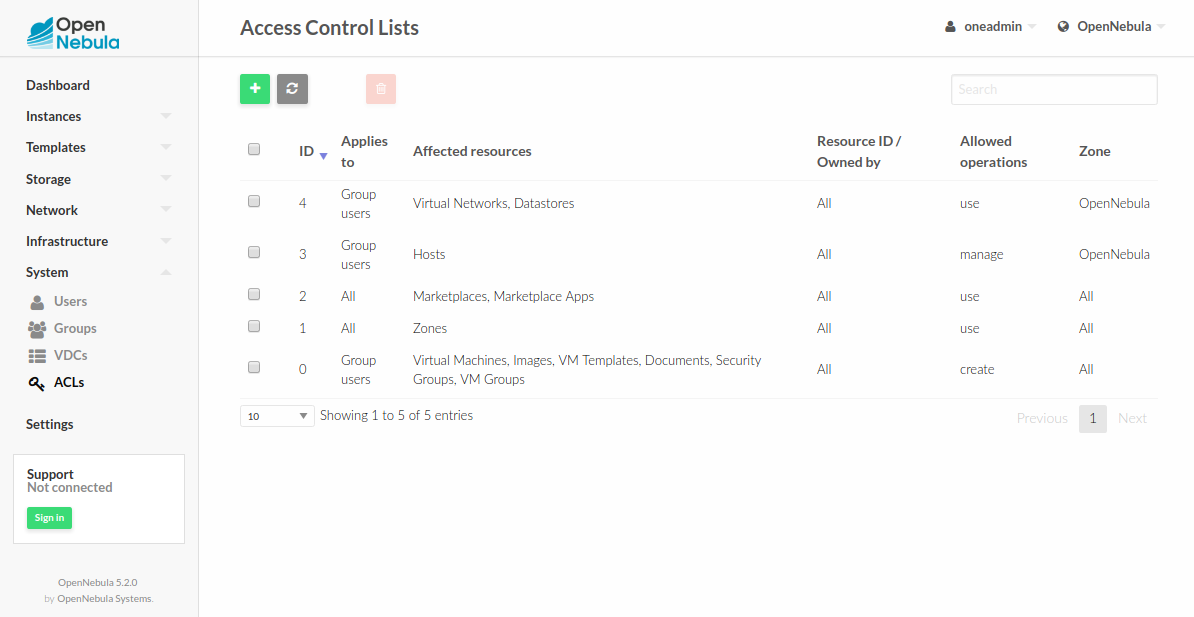 Open
Nebula
Access Control Lists
oneadmin
OpenNebula
Dashboard
Instances
Templates
Storage
Network
Infrastructure
System
Users
Groups
VDCs
ACLs
Settings
Support
Not connected
Sign in
OpenNebula 5.2.0
by OpenNebula Systems.
Search
ID
Applies
to
Affected resources
Resource ID /
Owned by
Allowed
operations
Zone
4
Group
users
Virtual Networks, Datastores
All
use
OpenNebula
3
Group
users
Hosts
All
manage
OpenNebula
2
All
Marketplaces, Marketplace Apps
All
use
All
1
All
Zones
All
use
All
0
Group
users
Virtual Machines, Images, VM Templates, Documents, Security
Groups, VM Groups
All
create
All
10
Showing 1 to 5 of 5 entries
Previous
1
Next